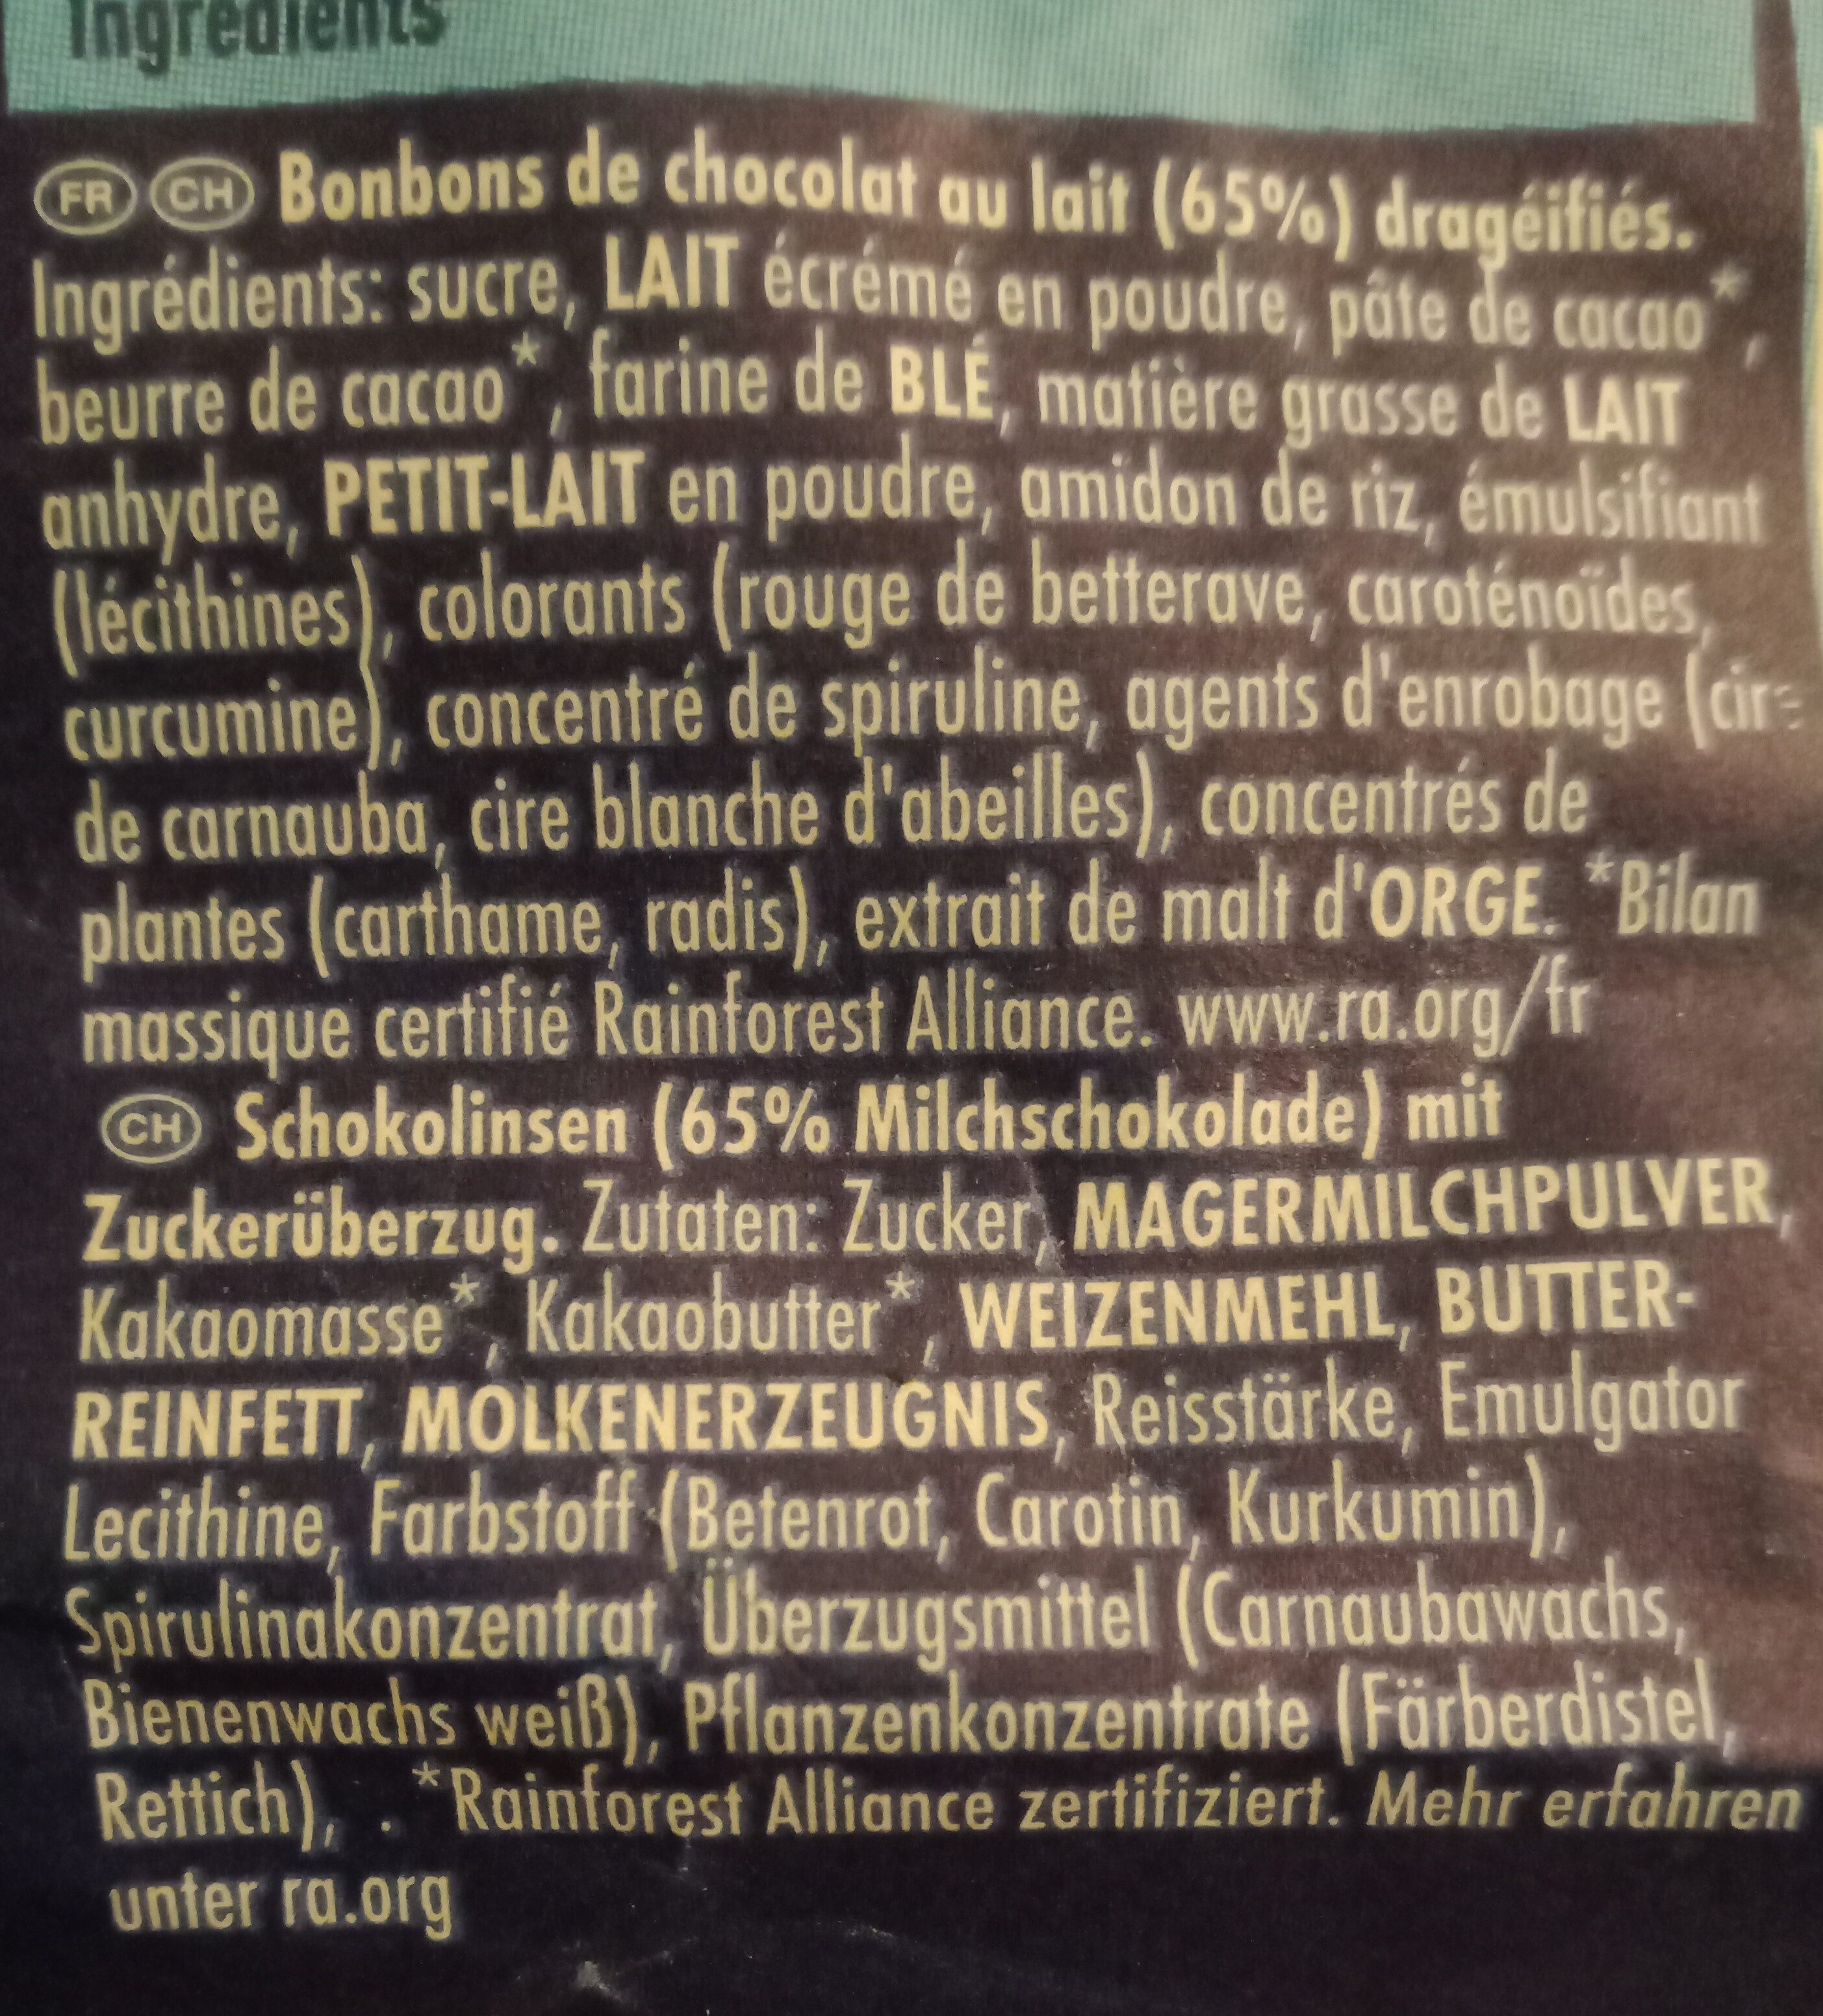 Ingrédients
FR CH Bonbons de chocolat au lait (65%) dragéifiés.
Ingrédients: sucre, LAIT écrémé en poudre, pâte de cacao*,
beurre de cacao*, farine de BLÉ, matière grasse de LAIT
anhydre, PETIT-LAIT en poudre, amidon de riz, émulsifiant
(lécithines), colorants (rouge de betterave, caroténoïdes,
curcumine), concentré de spiruline, agents d'enrobage (cire
de carnauba, cire blanche d'abeilles), concentrés de
plantes (carthame, radis), extrait de malt d'ORGE. *Bilan
massique certifié Rainforest Alliance. www.ra.org/fr
CH Schokolinsen (65% Milchschokolade) mit
Zuckerüberzug. Zutaten: Zucker, MAGERMILCHPULVER,
Kakaomasse*, Kakaobutter*, WEIZENMEHL, BUTTER-
REINFETT, MOLKENERZEUGNIS, Reisstärke, Emulgator
Lecithine, Farbstoff (Betenrot, Carotin, Kurkumin),
Spirulinakonzentrat, Überzugsmittel (Carnaubawachs,
Bienenwachs weiß), Pflanzenkonzentrate (Färberdistel,
Rettich), . *Rainforest Alliance zertifiziert. Mehr erfahren
unter ra.org